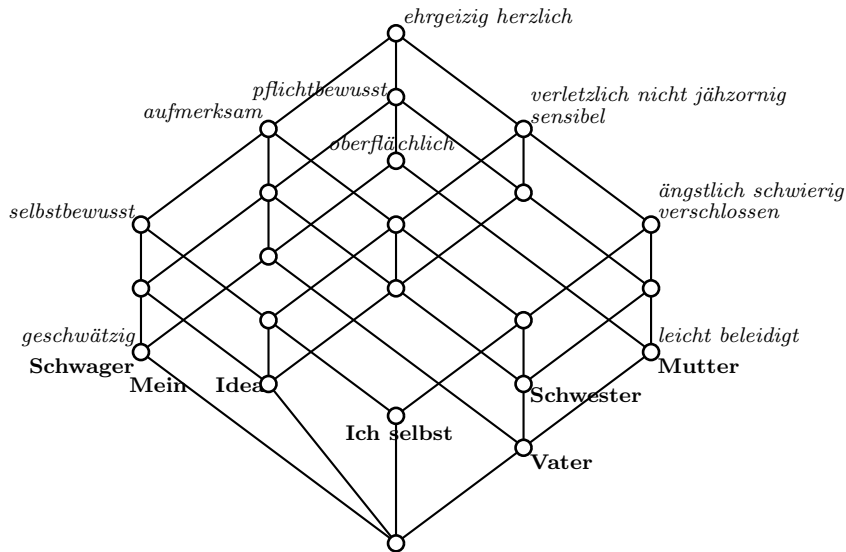 ehrgeizig herzlich
pflichtbewusst
verletzlich nicht jähzornig
sensibel
aufmerksam
oberflächlich
ängstlich schwierig
verschlossen
selbstbewusst
geschwätzig
leicht beleidigt
Schwager
Mutter
Mein Ideal
Schwester
Ich selbst
Vater